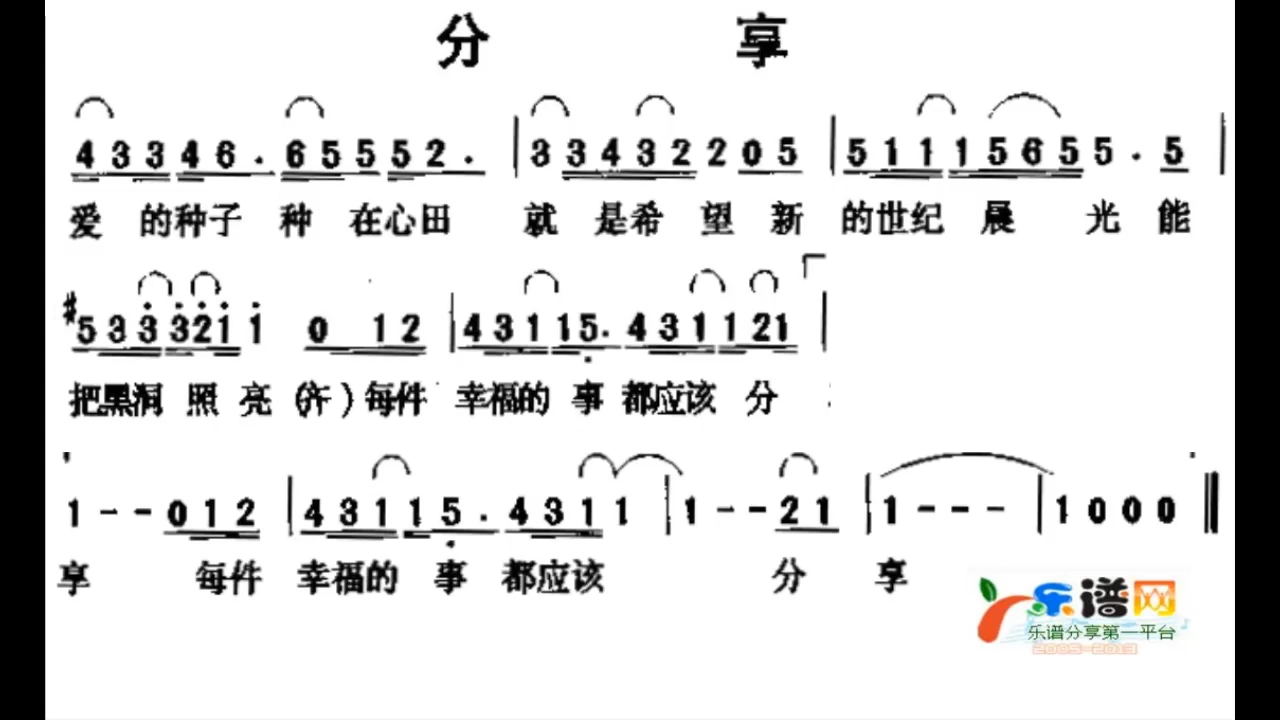 分 享
4 3 3 4 6 . 6 5 5 5 2 . | 3 3 4 3 2 2 0 5 | 5 1 1 1 5 6 5 5 . 5 |
爱 的种子 种 在心田 就 是希 望 新 的世纪 晨 光 能
#5 3 3 3 2 1 1 0 1 2 | 4 3 1 1 5 . 4 3 1 1 2 1 |
把黑洞 照 亮 (齐) 每件 幸福的 事 都应该 分
1 - - 0 1 2 | 4 3 1 1 5 . 4 3 1 1 | 1 - - 2 1 | 1 - - - | 1 0 0 0 ‖
享 每件 幸福的 事 都应该 分 享
乐谱网
乐谱分享第一平台
2005-2013